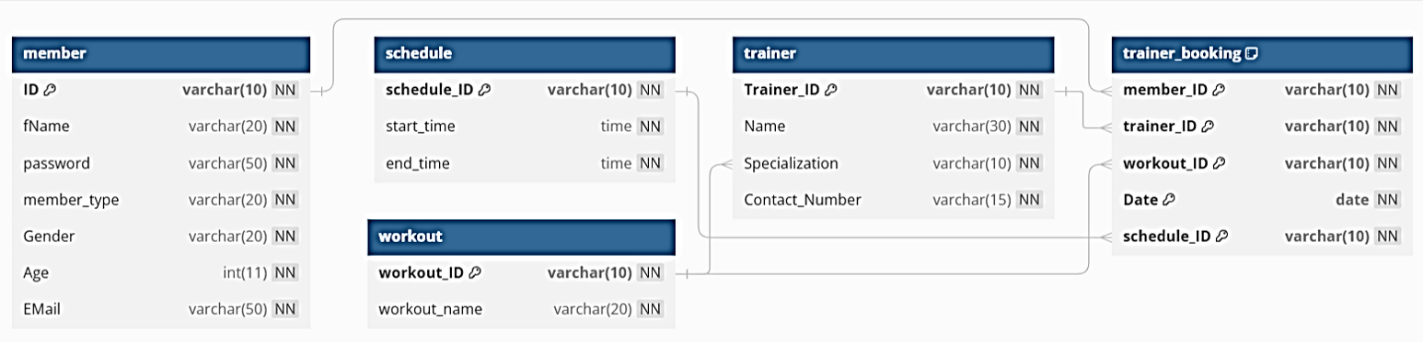 member
ID varchar(10) NN
fName varchar(20) NN
password varchar(50) NN
member_type varchar(20) NN
Gender varchar(20) NN
Age int(11) NN
EMail varchar(50) NN
schedule
schedule_ID varchar(10) NN
start_time time NN
end_time time NN
workout
workout_ID varchar(10) NN
workout_name varchar(20) NN
trainer
Trainer_ID varchar(10) NN
Name varchar(30) NN
Specialization varchar(10) NN
Contact_Number varchar(15) NN
trainer_booking
member_ID varchar(10) NN
trainer_ID varchar(10) NN
workout_ID varchar(10) NN
Date date NN
schedule_ID varchar(10) NN